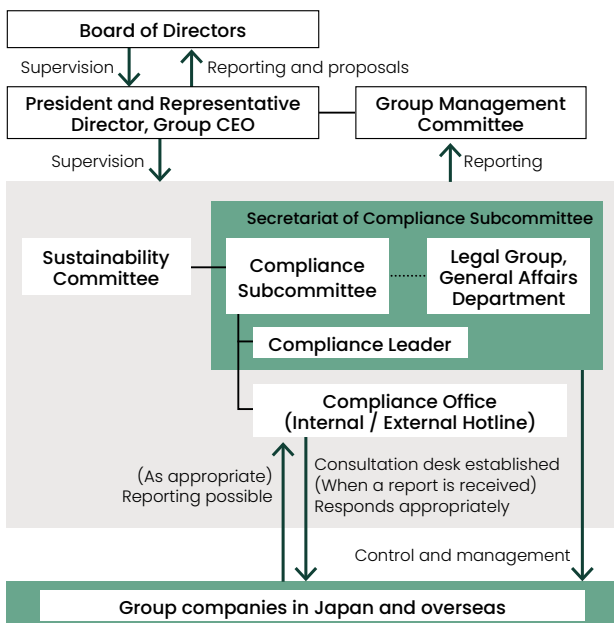 Board of Directors
Supervision
Reporting and proposals
President and Representative
Director, Group CEO
Group Management
Committee
Supervision
Reporting
Secretariat of Compliance Subcommittee
Sustainability
Committee
Compliance
Subcommittee
Legal Group,
General Affairs
Department
Compliance Leader
Compliance Office
(Internal / External Hotline)
(As appropriate)
Reporting possible
Consultation desk established
(When a report is received)
Responds appropriately
Control and management
Group companies in Japan and overseas